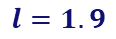 l = 1.9